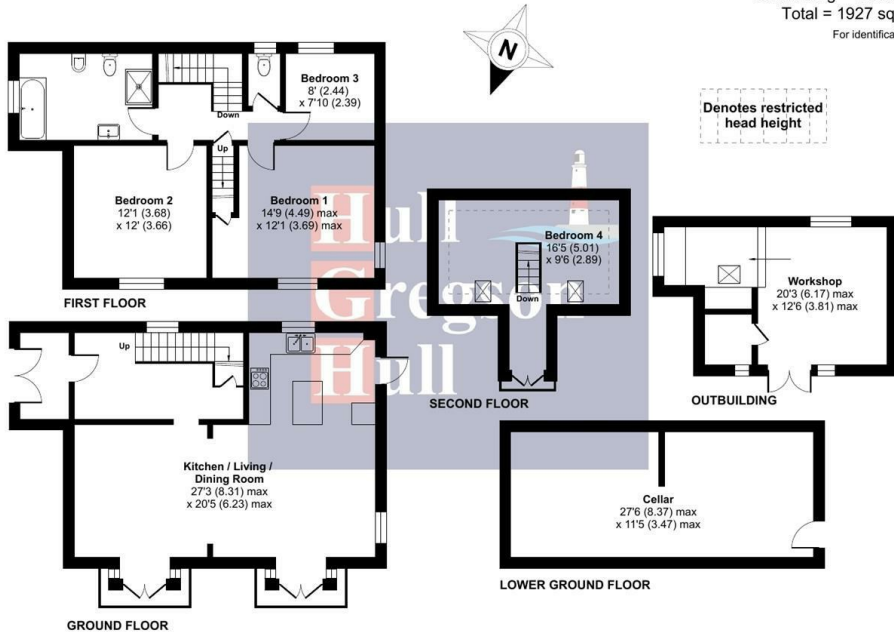 Total = 1927 sq
For identifica
N
Denotes restricted
head height
Down
Bedroom 3
8' (2.44)
x 7'10 (2.39)
Up
Bedroom 2
12'1 (3.68)
x 12' (3.66)
Bedroom 1
14'9 (4.49) max
x 12'1 (3.69) max
FIRST FLOOR
Hull
Gregson
Hull
Bedroom 4
16'5 (5.01)
x 9'6 (2.89)
Down
SECOND FLOOR
Workshop
20'3 (6.17) max
x 12'6 (3.81) max
OUTBUILDING
Up
Kitchen / Living /
Dining Room
27'3 (8.31) max
x 20'5 (6.23) max
GROUND FLOOR
Cellar
27'6 (8.37) max
x 11'5 (3.47) max
LOWER GROUND FLOOR